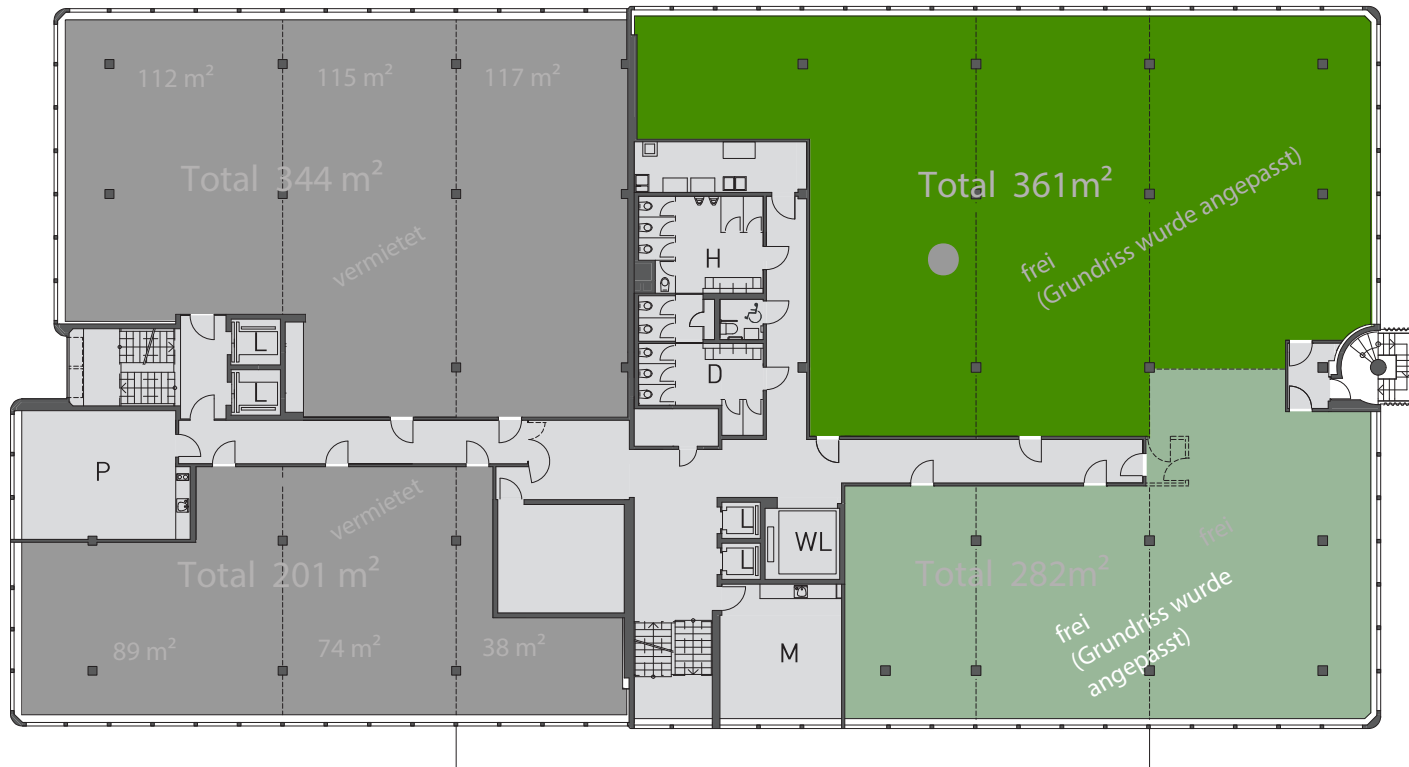 112 m²
115 m²
117 m²
Total 344 m²
vermietet
Total 361m²
frei
(Grundriss wurde angepasst)
H
D
L
L
P
vermietet
Total 201 m²
89 m²
74 m²
38 m²
L
L
WL
M
Total 282m²
frei
frei
(Grundriss wurde
angepasst)